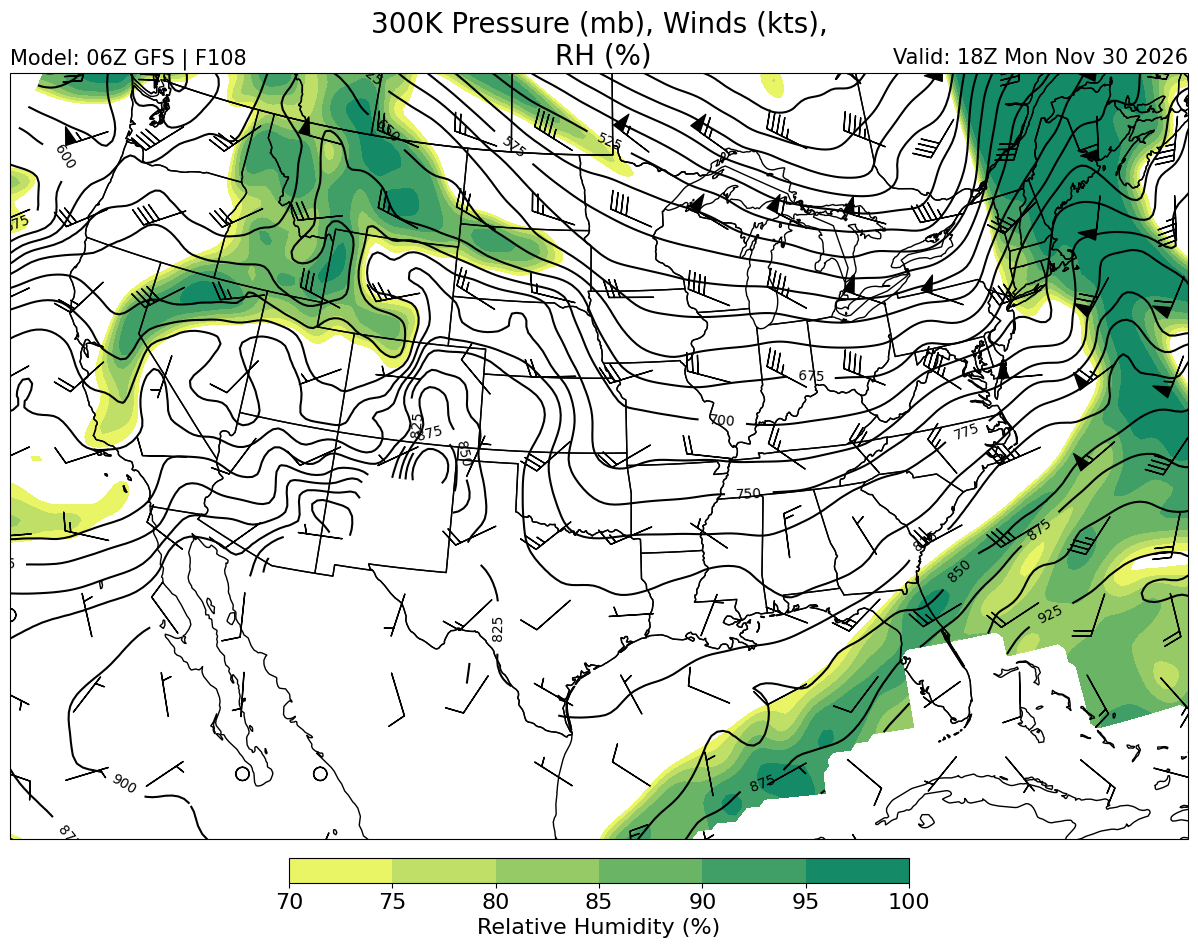 300K Pressure (mb), Winds (kts),
RH (%)
Model: 06Z GFS | F108
Valid: 18Z Mon Nov 30 2026
575
525
600
675
700
775
825
875
850
750
875
850
925
825
900
875
70 75 80 85 90 95 100
Relative Humidity (%)